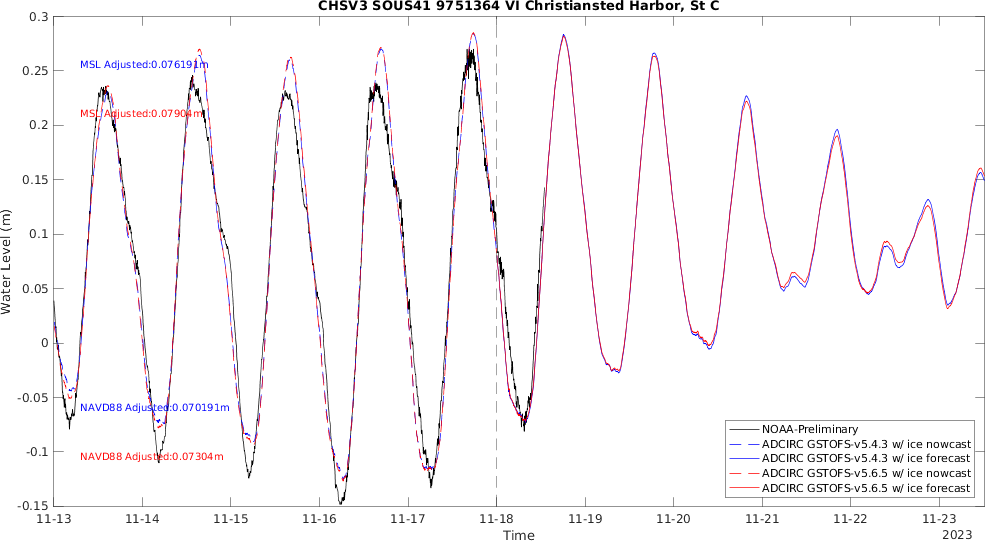 CHSV3 SOUS41 9751364 VI Christiansted Harbor, St C
0.3
0.25
0.2
0.15
0.1
0.05
0
-0.05
-0.1
-0.15
Water Level (m)
MSL Adjusted:0.076191m
MSL Adjusted:0.07904m
NAVD88 Adjusted:0.070191m
NAVD88 Adjusted:0.07304m
NOAA-Preliminary
ADCIRC GSTOFS-v5.4.3 w/ ice nowcast
ADCIRC GSTOFS-v5.4.3 w/ ice forecast
ADCIRC GSTOFS-v5.6.5 w/ ice nowcast
ADCIRC GSTOFS-v5.6.5 w/ ice forecast
11-13 11-14 11-15 11-16 11-17 11-18 11-19 11-20 11-21 11-22 11-23
Time
2023